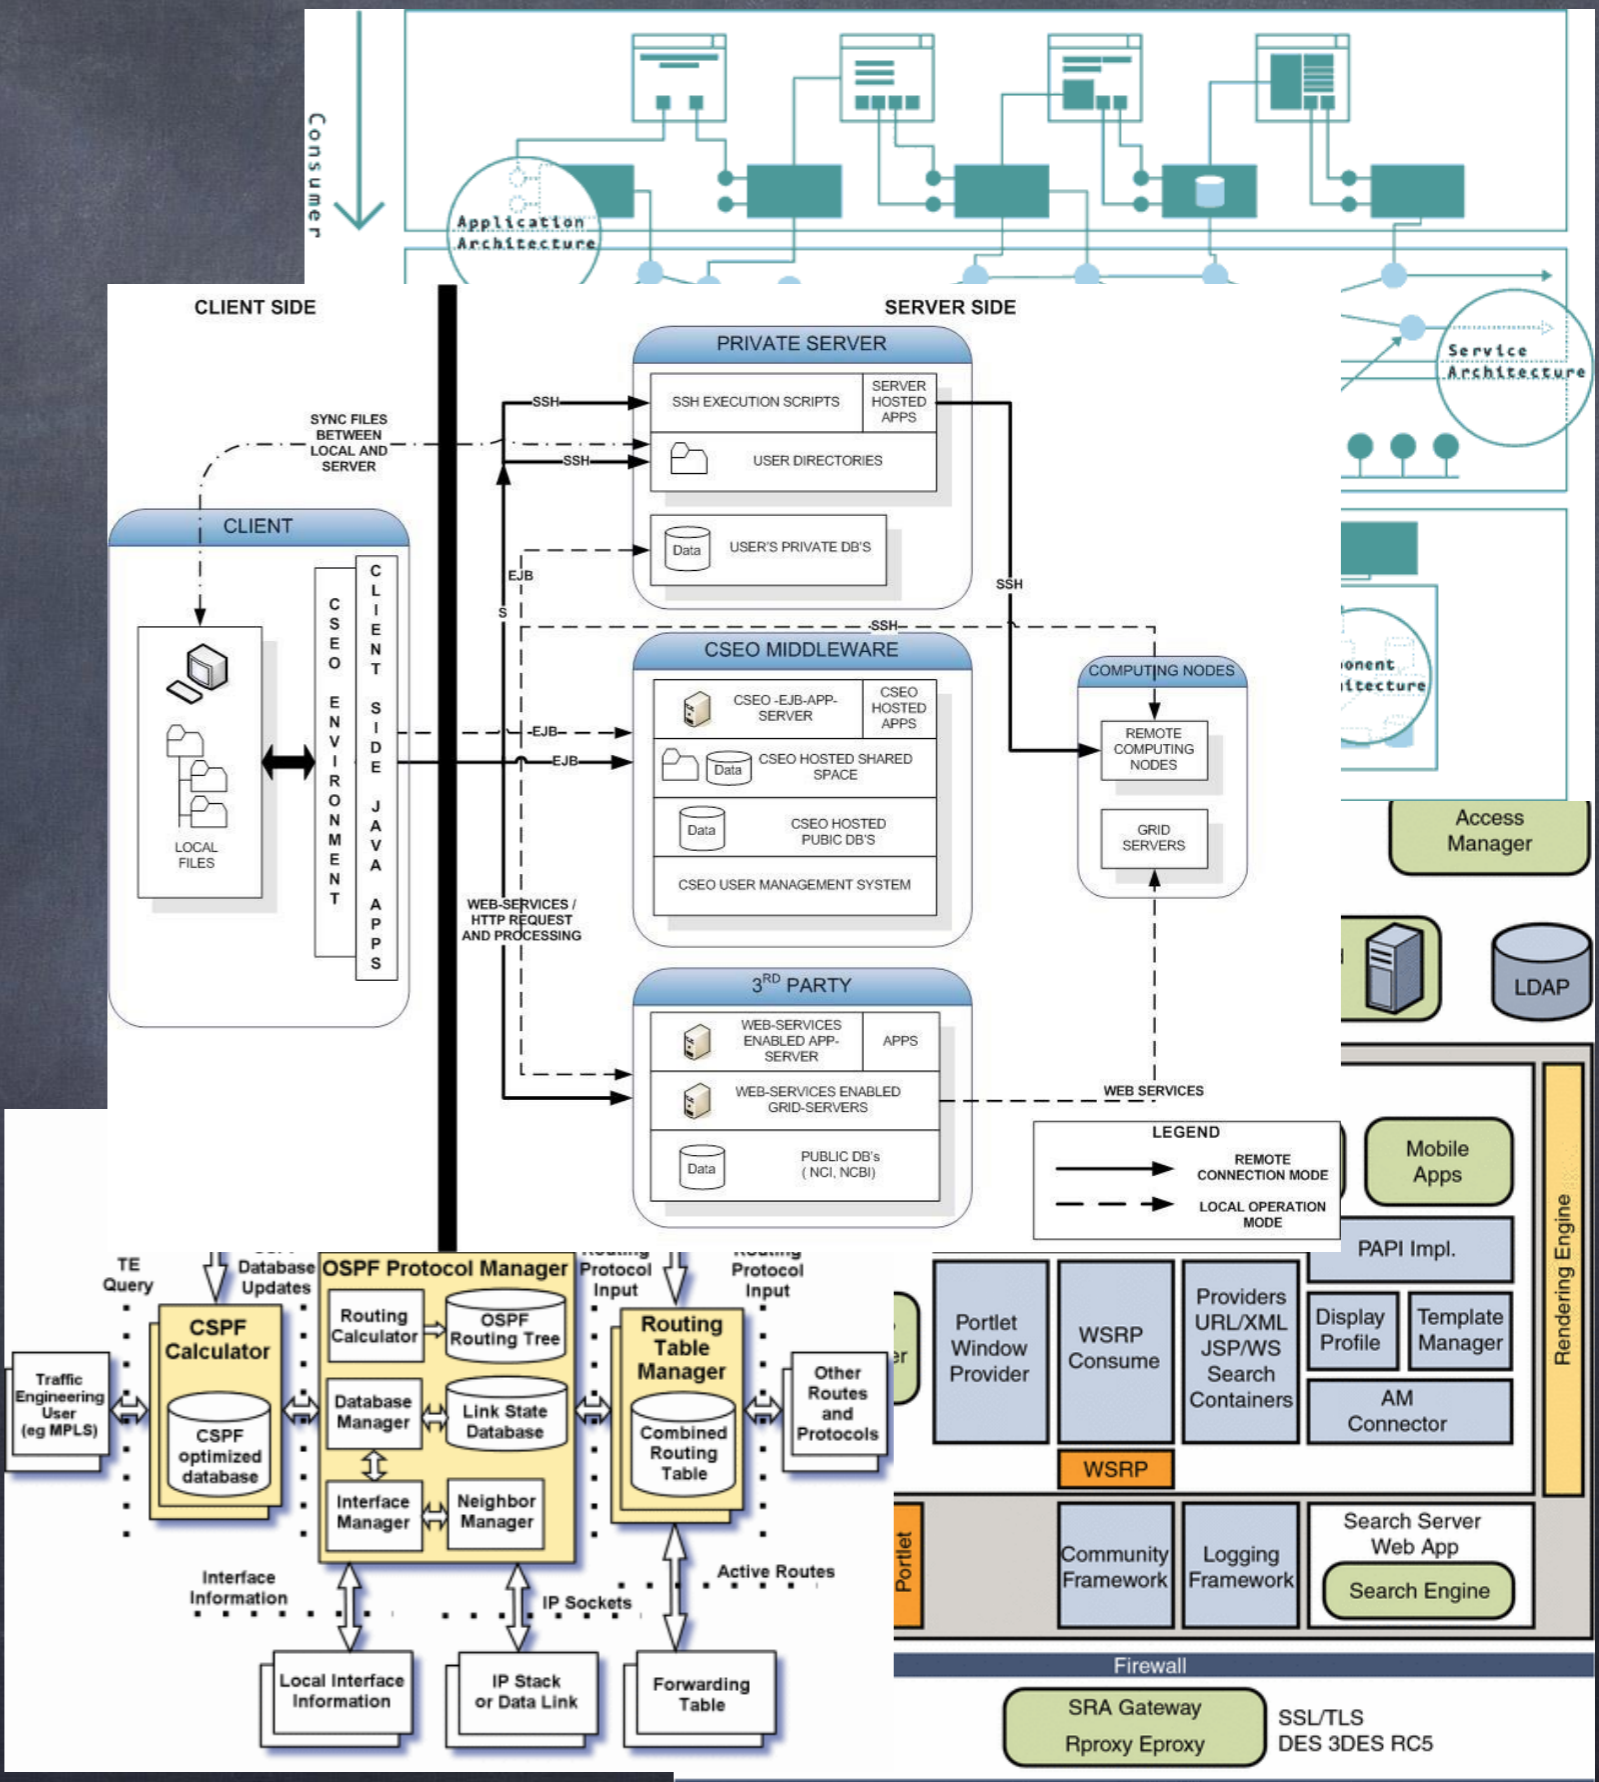 Consumer
Application
Architecture
Service
Architecture
ponent
itecture
CLIENT SIDE
SERVER SIDE
PRIVATE SERVER
SSH EXECUTION SCRIPTS
SERVER
HOSTED
APPS
USER DIRECTORIES
Data
USER'S PRIVATE DB'S
SSH
SSH
SYNC FILES
BETWEEN
LOCAL AND
SERVER
CLIENT
LOCAL
FILES
CSEO ENVIRONMENT
CLIENT SIDE JAVA APPS
EJB
S
SSH
SSH
CSEO MIDDLEWARE
CSEO -EJB-APP-
SERVER
CSEO
HOSTED
APPS
Data
CSEO HOSTED SHARED
SPACE
Data
CSEO HOSTED
PUBIC DB'S
CSEO USER MANAGEMENT SYSTEM
EJB
EJB
COMPUTING NODES
REMOTE
COMPUTING
NODES
GRID
SERVERS
WEB-SERVICES /
HTTP REQUEST
AND PROCESSING
3RD PARTY
WEB-SERVICES
ENABLED APP-
SERVER
APPS
WEB-SERVICES ENABLED
GRID-SERVERS
Data
PUBLIC DB's
( NCI, NCBI)
WEB SERVICES
LEGEND
REMOTE
CONNECTION MODE
LOCAL OPERATION
MODE
Access
Manager
LDAP
Mobile
Apps
Rendering Engine
PAPI Impl.
Portlet
Window
Provider
WSRP
Consume
Providers
URL/XML
JSP/WS
Search
Containers
Display
Profile
Template
Manager
AM
Connector
er
WSRP
Portlet
Community
Framework
Logging
Framework
Search Server
Web App
Search Engine
Firewall
SRA Gateway
Rproxy Eproxy
SSL/TLS
DES 3DES RC5
TE
Query
Database
Updates
OSPF Protocol Manager
Routing
Protocol
Input
Routing
Protocol
Input
CSPF
Calculator
CSPF
optimized
database
Routing
Calculator
OSPF
Routing Tree
Database
Manager
Link State
Database
Interface
Manager
Neighbor
Manager
Routing
Table
Manager
Combined
Routing
Table
Traffic
Engineering
User
(eg MPLS)
Other
Routes
and
Protocols
Interface
Information
IP Sockets
Active Routes
Local Interface
Information
IP Stack
or Data Link
Forwarding
Table